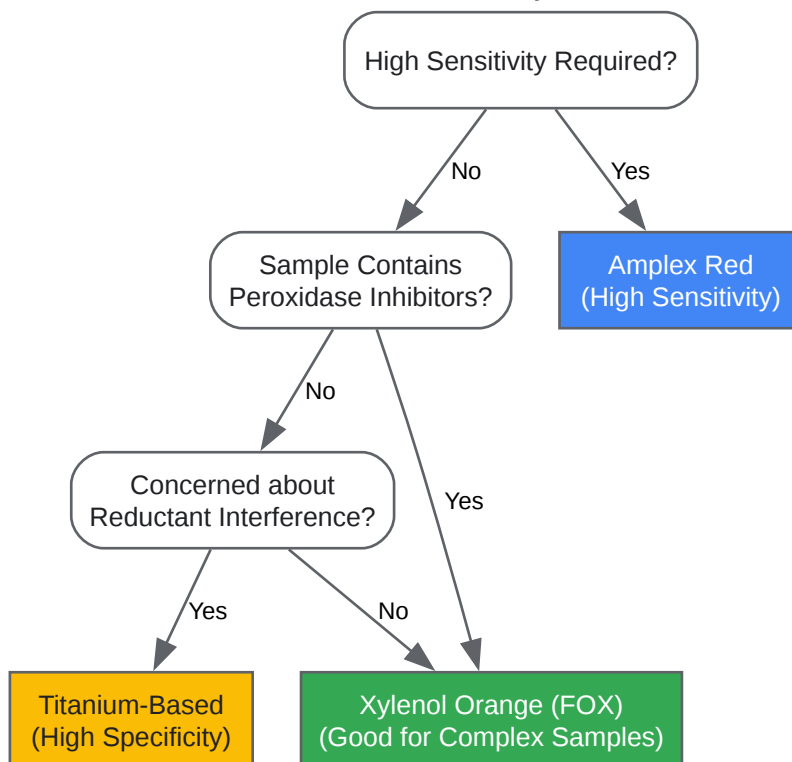 High Sensitivity Required?
No
Yes
Sample Contains
Peroxidase Inhibitors?
Amplex Red
(High Sensitivity)
No
Concerned about
Reductant Interference?
Yes
Yes
No
Titanium-Based
(High Specificity)
Xylenol Orange (FOX)
(Good for Complex Samples)